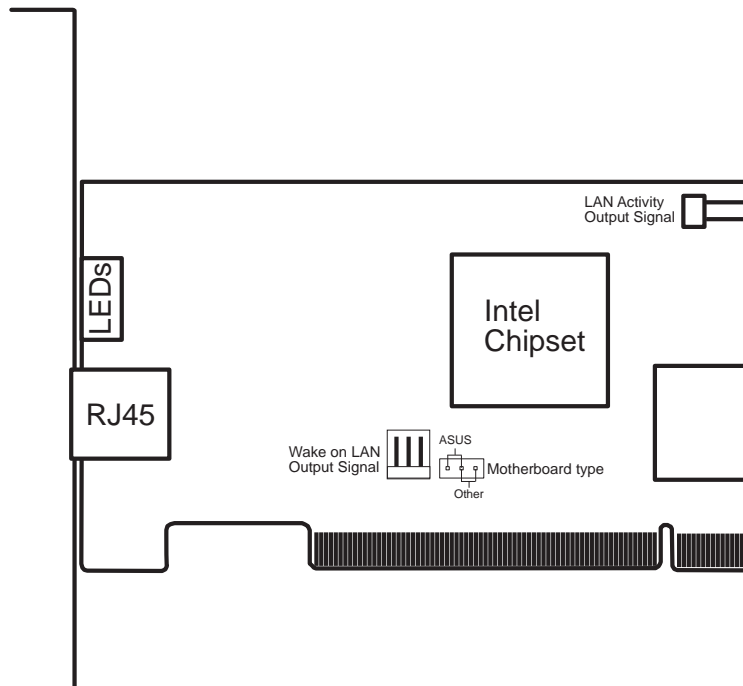 LAN Activity
Output Signal
LEDs
Intel
Chipset
RJ45
Wake on LAN
Output Signal
ASUS
Motherboard type
Other